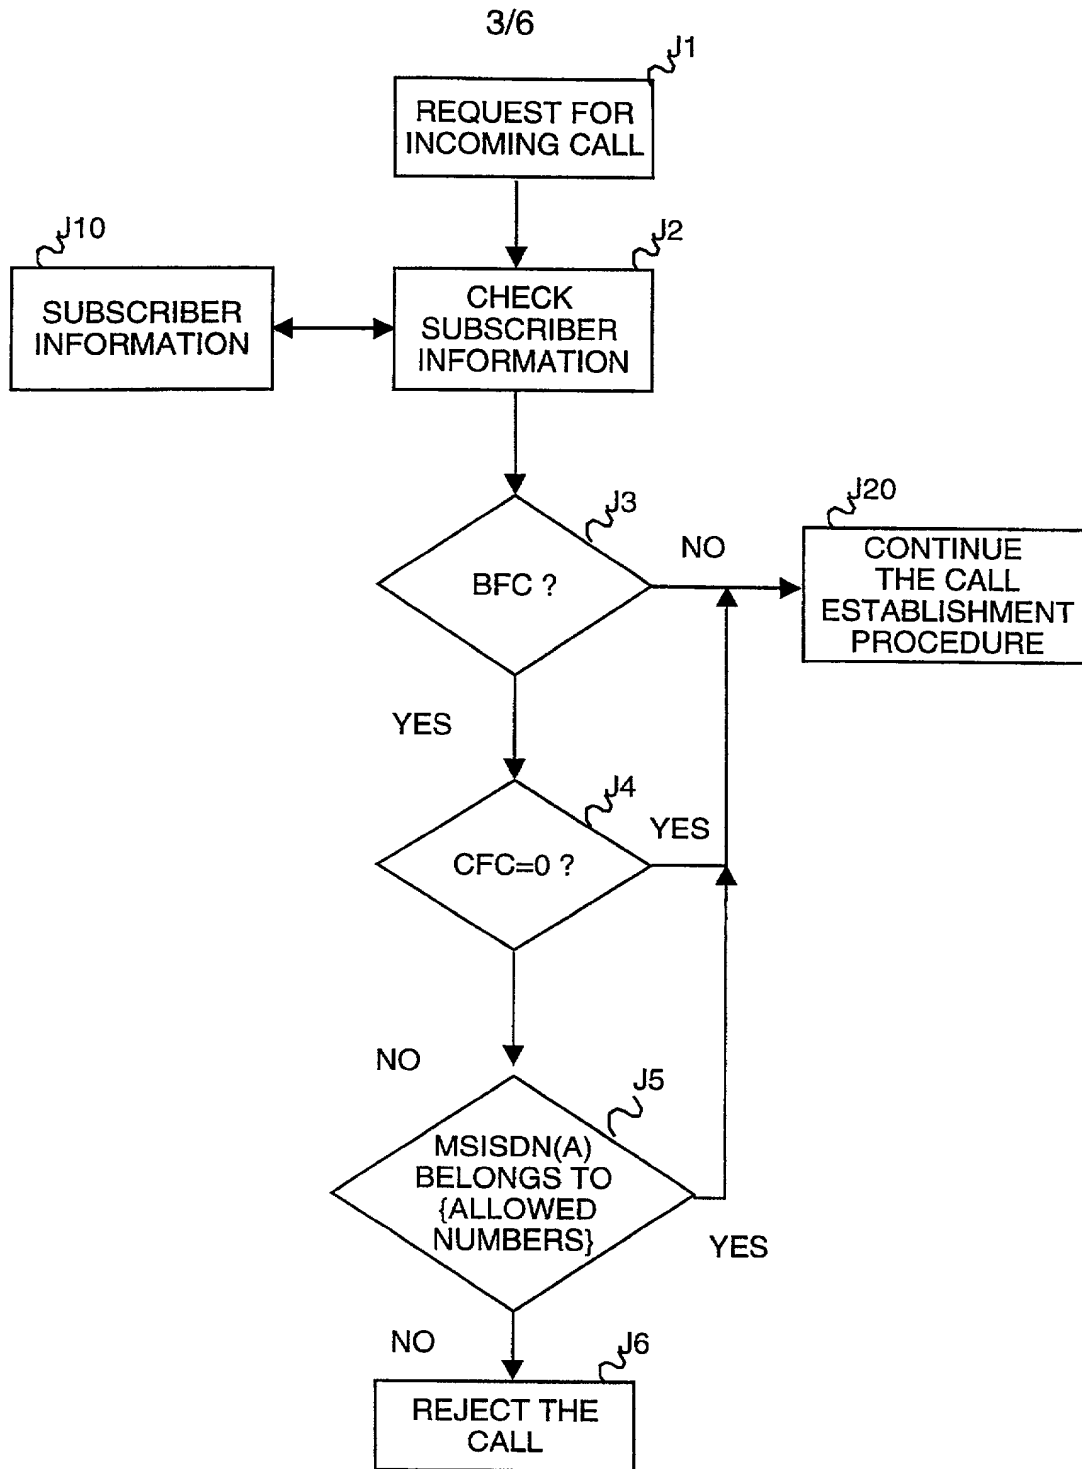 3/6
J1
REQUEST FOR
INCOMING CALL
J10
J2
SUBSCRIBER
INFORMATION
CHECK
SUBSCRIBER
INFORMATION
J3
J20
NO
BFC ?
CONTINUE
THE CALL
ESTABLISHMENT
PROCEDURE
YES
J4
YES
CFC=0 ?
NO
J5
MSISDN(A)
BELONGS TO
{ALLOWED
NUMBERS}
YES
NO
J6
REJECT THE
CALL